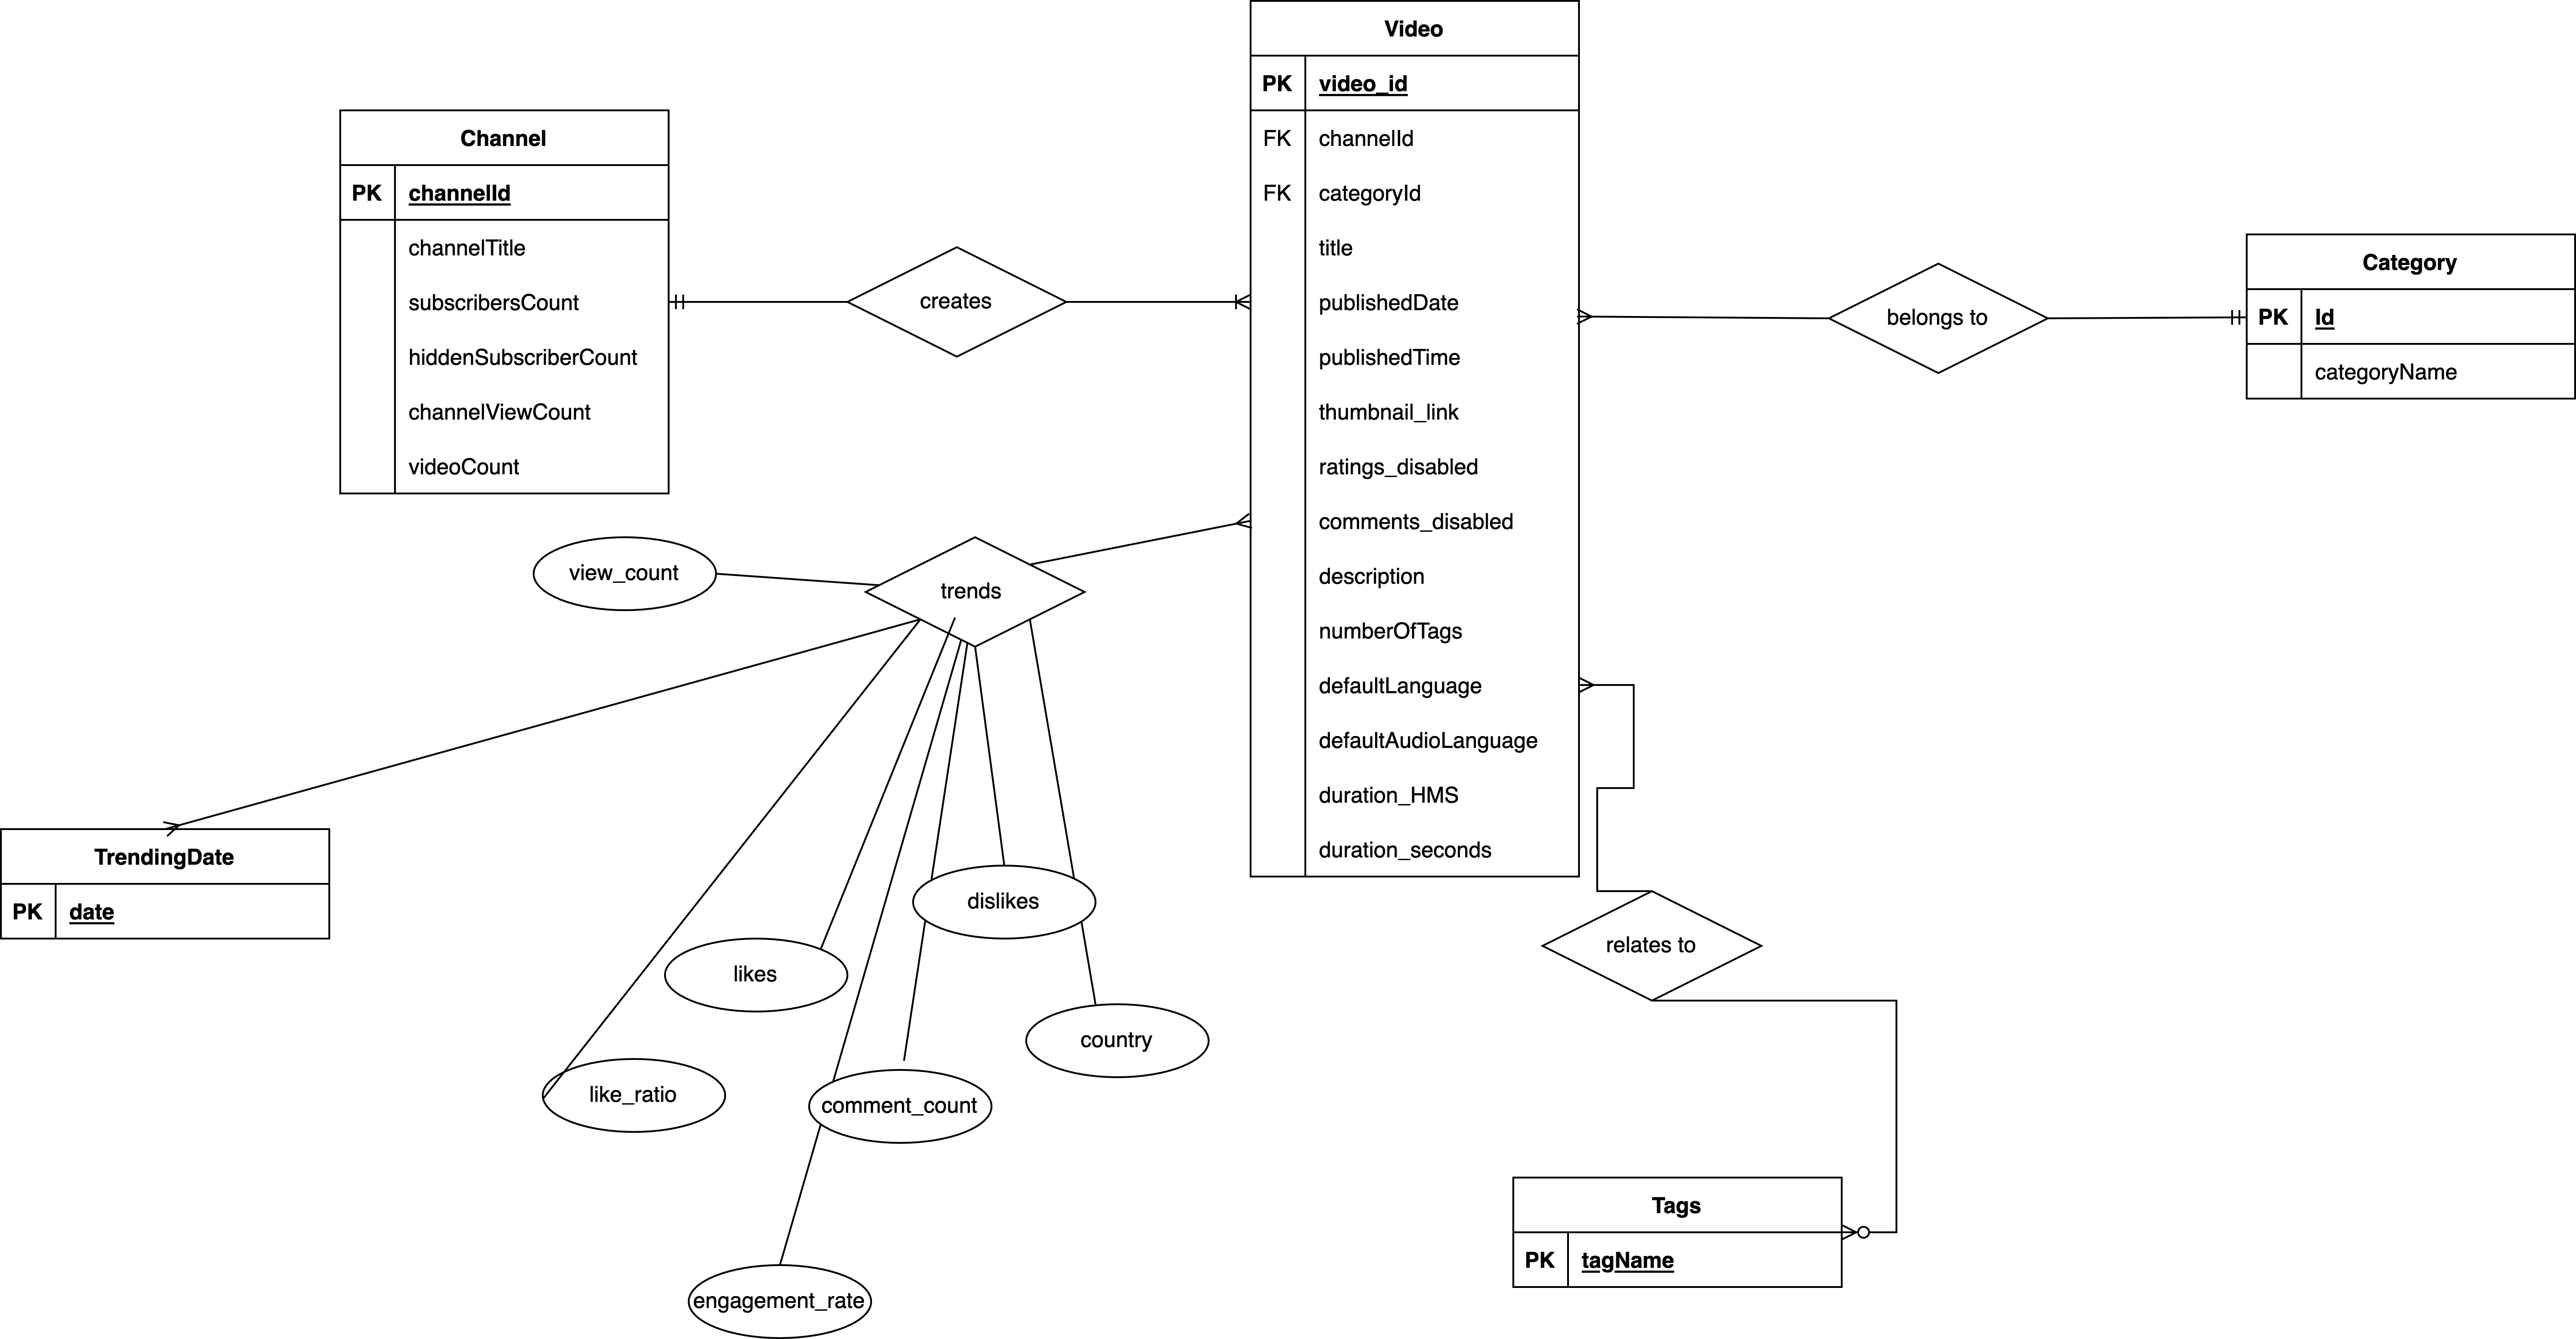 Video
PK video_id
FK channelId
FK categoryId
title
publishedDate
publishedTime
thumbnail_link
ratings_disabled
comments_disabled
description
numberOfTags
defaultLanguage
defaultAudioLanguage
duration_HMS
duration_seconds
Channel
PK channelId
channelTitle
subscribersCount
hiddenSubscriberCount
channelViewCount
videoCount
creates
belongs to
Category
PK Id
categoryName
view_count
trends
TrendingDate
PK date
dislikes
likes
country
like_ratio
comment_count
engagement_rate
relates to
Tags
PK tagName